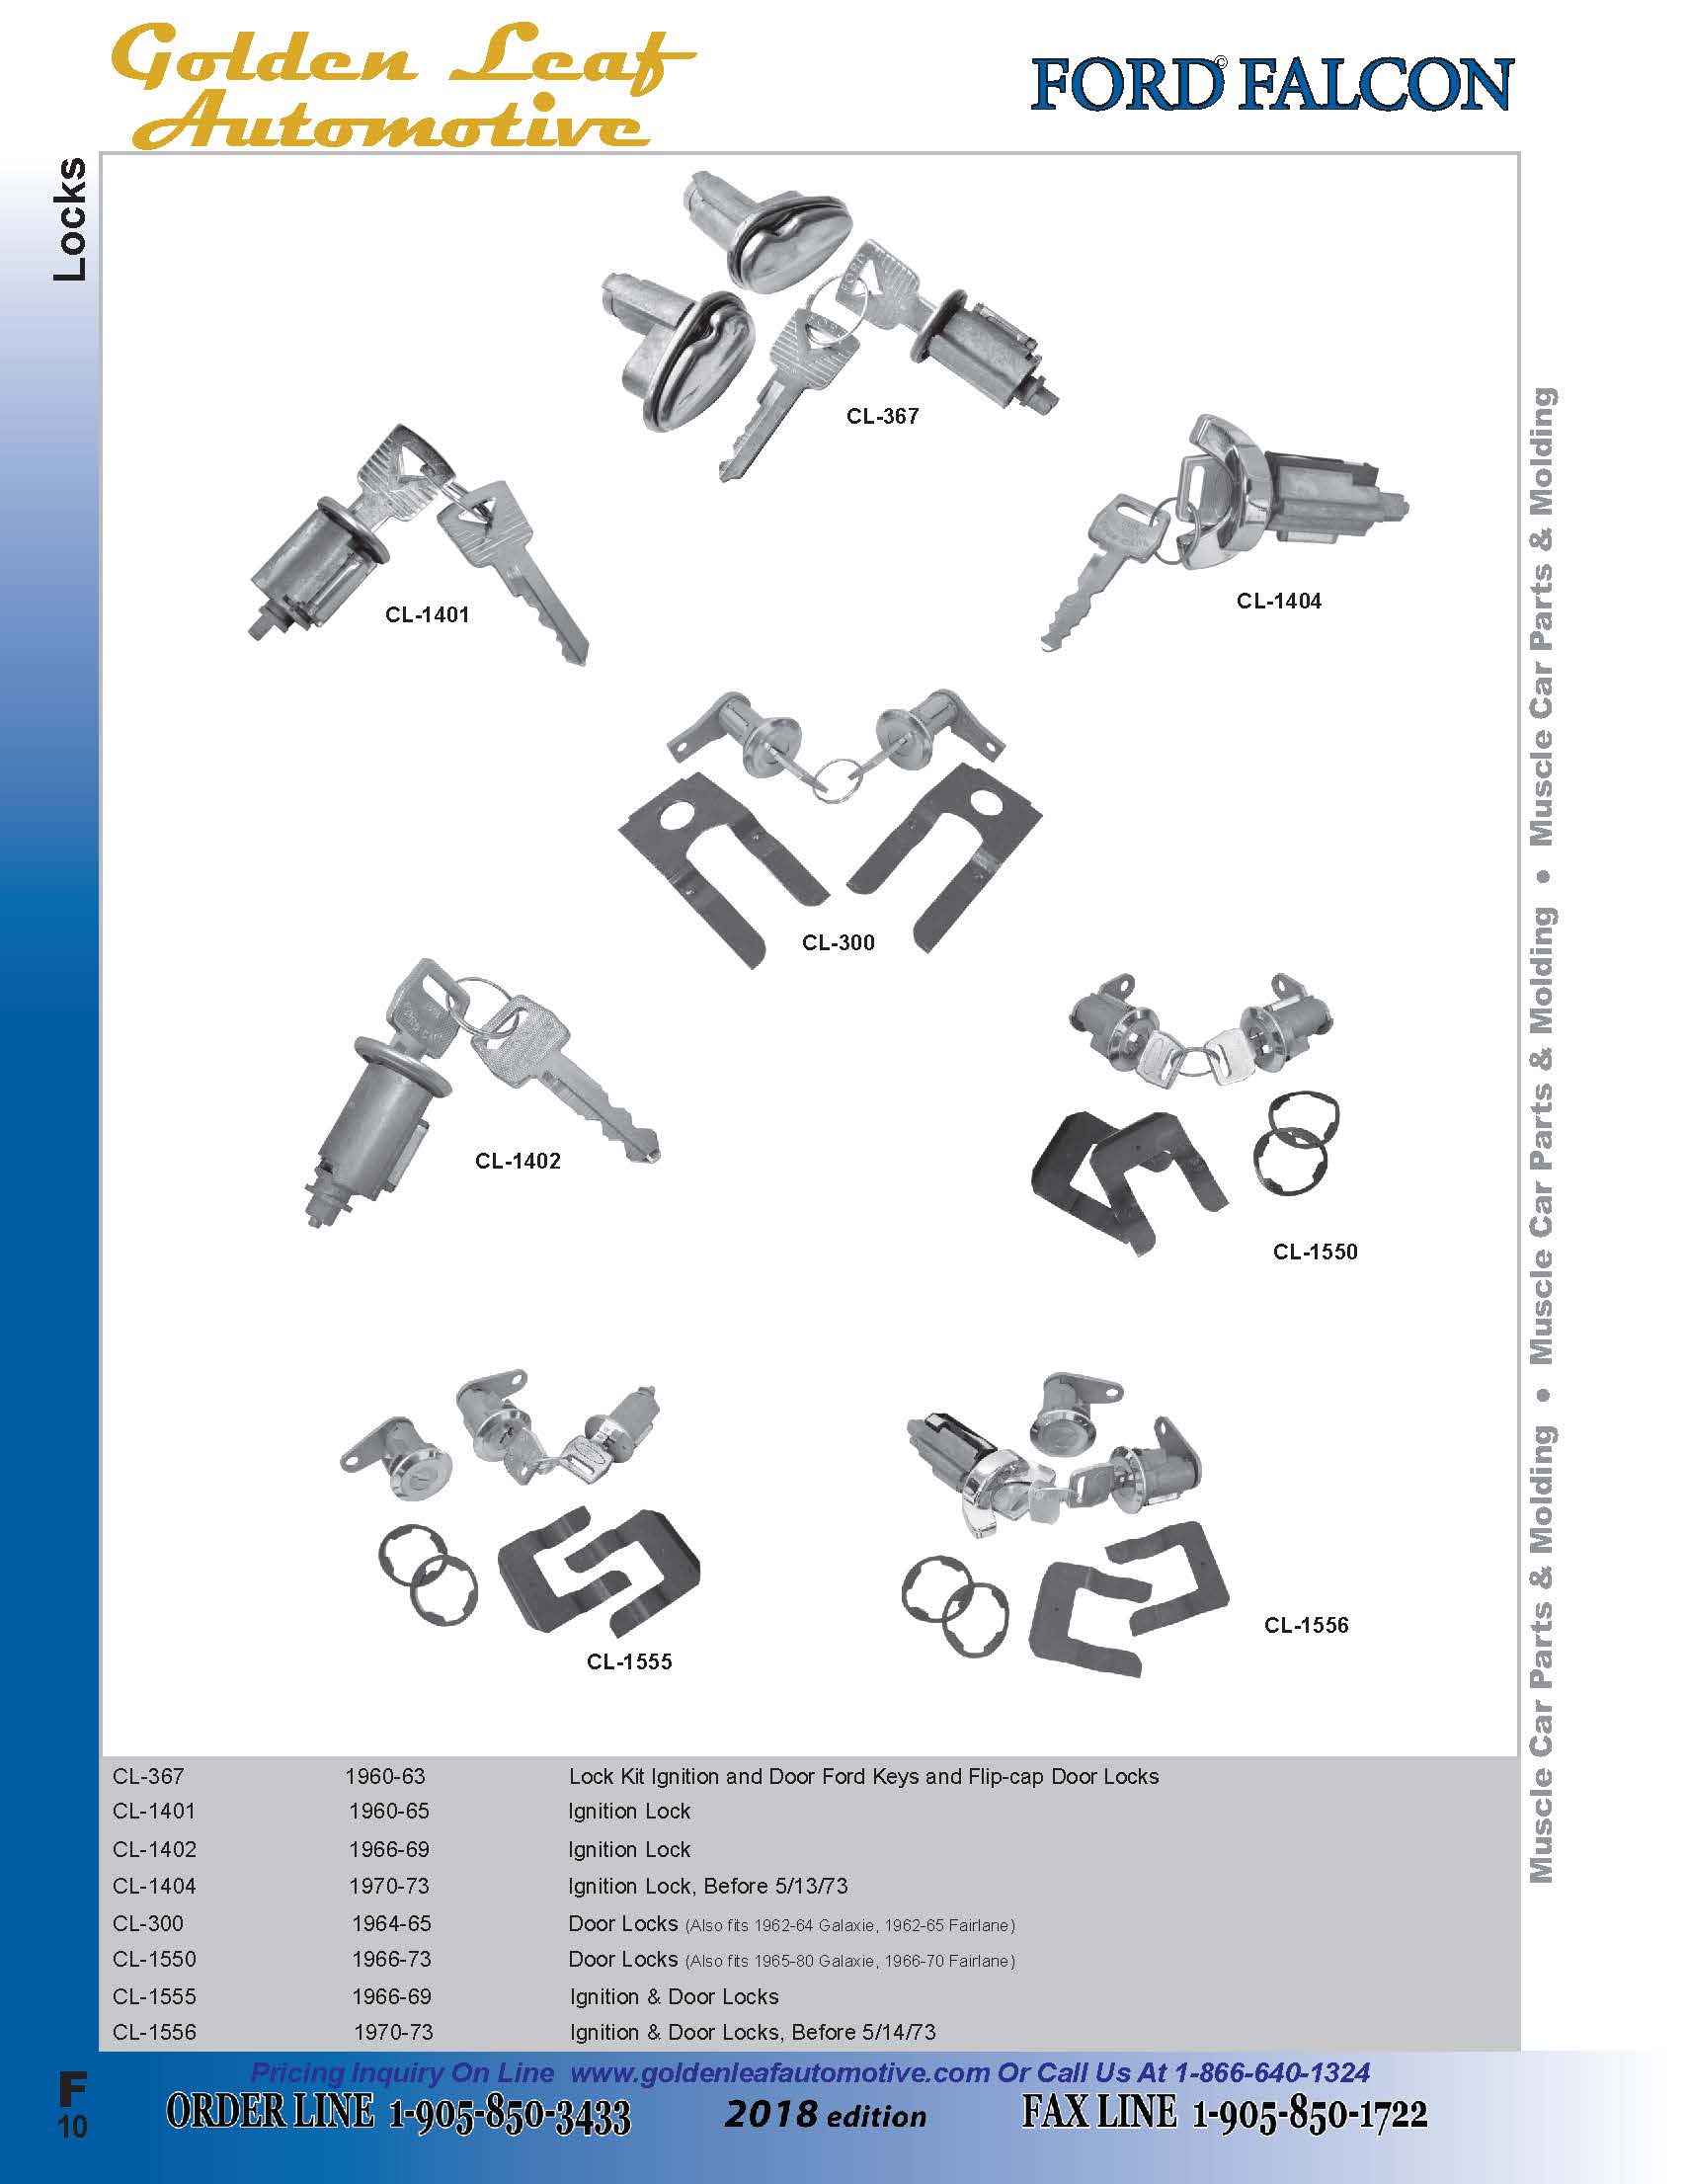 Golden Leaf
Automotive
FORD© FALCON
Locks
CL-367
CL-1401
CL-1404
CL-300
CL-1402
CL-1550
CL-1555
CL-1556
Muscle Car Parts & Molding • Muscle Car Parts & Molding • Muscle Car Parts & Molding
CL-367 1960-63 Lock Kit Ignition and Door Ford Keys and Flip-cap Door Locks
CL-1401 1960-65 Ignition Lock
CL-1402 1966-69 Ignition Lock
CL-1404 1970-73 Ignition Lock, Before 5/13/73
CL-300 1964-65 Door Locks (Also fits 1962-64 Galaxie, 1962-65 Fairlane)
CL-1550 1966-73 Door Locks (Also fits 1965-80 Galaxie, 1966-70 Fairlane)
CL-1555 1966-69 Ignition & Door Locks
CL-1556 1970-73 Ignition & Door Locks, Before 5/14/73
Pricing Inquiry On Line www.goldenleafautomotive.com Or Call Us At 1-866-640-1324
ORDER LINE 1-905-850-3433 2018 edition FAX LINE 1-905-850-1722
F
10